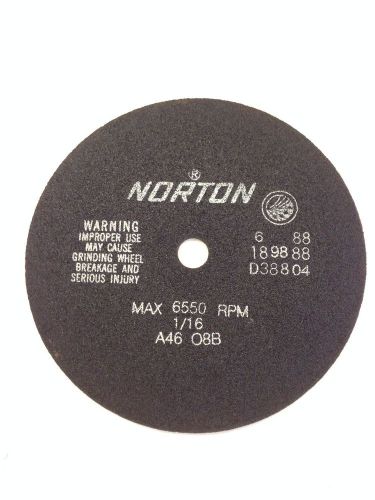 ®
NORTON
WARNING
IMPROPER USE
MAY CAUSE
GRINDING WHEEL
BREAKAGE AND
SERIOUS INJURY
6 88
189888
D38804
MAX 6550 RPM
1/16
A46 O8B